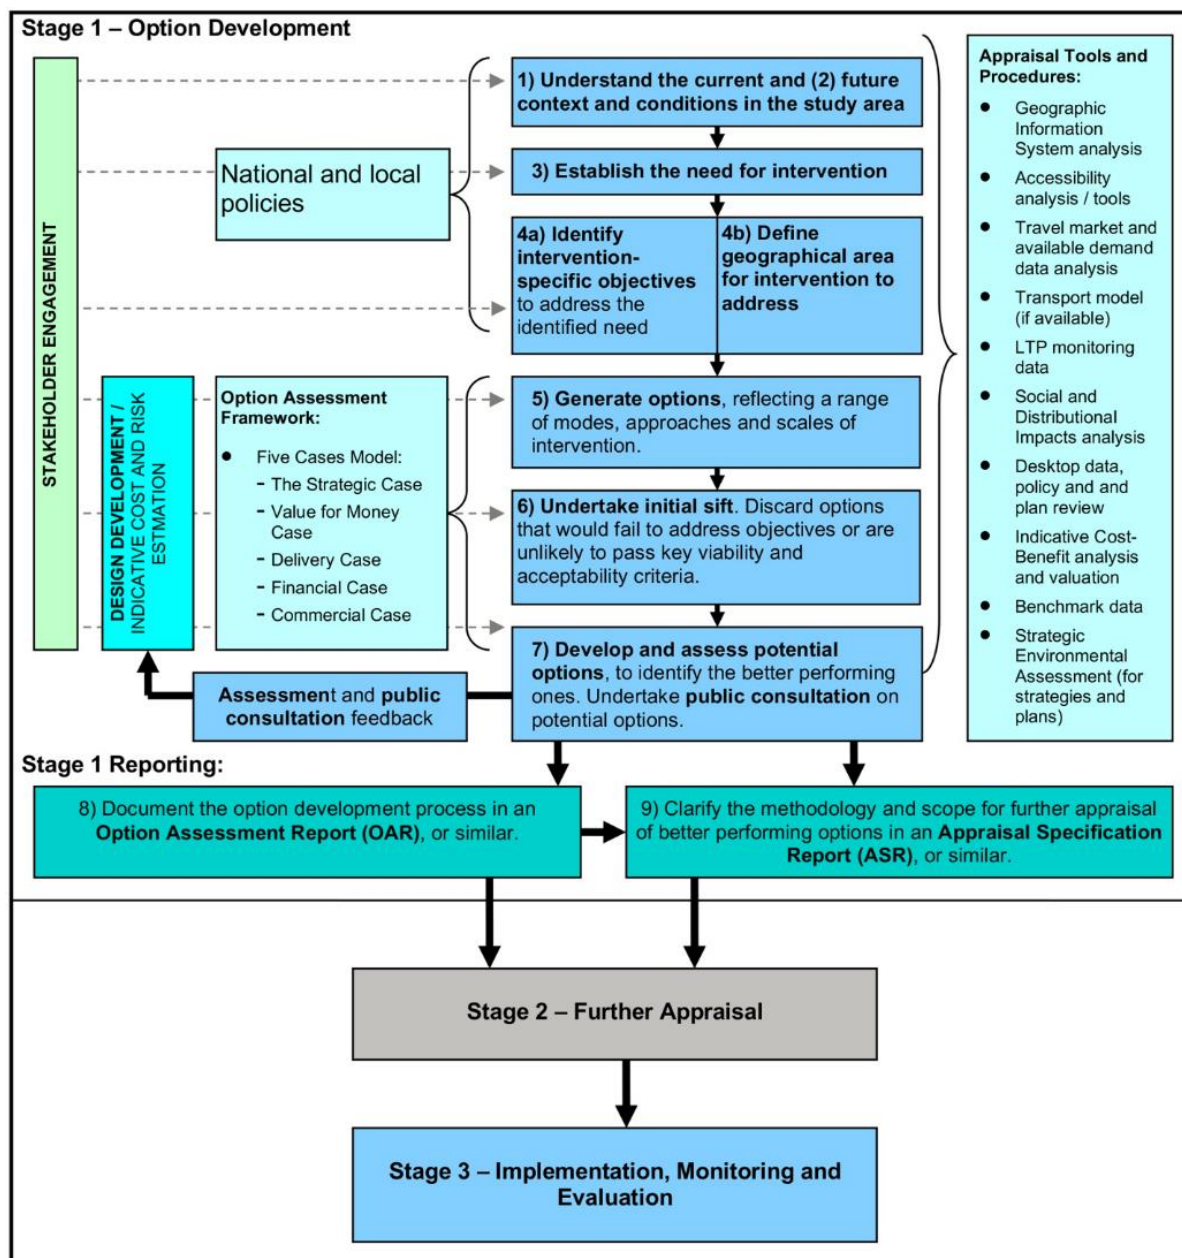 Stage 1 – Option Development
STAKEHOLDER ENGAGEMENT
National and local
policies
1) Understand the current and (2) future
context and conditions in the study area
3) Establish the need for intervention
4a) Identify
intervention-
specific objectives
to address the
identified need
4b) Define
geographical area
for intervention to
address
DESIGN DEVELOPMENT /
INDICATIVE COST AND RISK
ESTMATION
Option Assessment
Framework:
● Five Cases Model:
- The Strategic Case
- Value for Money
Case
- Delivery Case
- Financial Case
- Commercial Case
5) Generate options, reflecting a range
of modes, approaches and scales of
intervention.
6) Undertake initial sift. Discard options
that would fail to address objectives or are
unlikely to pass key viability and
acceptability criteria.
7) Develop and assess potential
options, to identify the better performing
ones. Undertake public consultation on
potential options.
Assessment and public
consultation feedback
Appraisal Tools and
Procedures:
● Geographic
Information
System analysis
● Accessibility
analysis / tools
● Travel market and
available demand
data analysis
● Transport model
(if available)
● LTP monitoring
data
● Social and
Distributional
Impacts analysis
● Desktop data,
policy and and
plan review
● Indicative Cost-
Benefit analysis
and valuation
● Benchmark data
● Strategic
Environmental
Assessment (for
strategies and
plans)
Stage 1 Reporting:
8) Document the option development process in an
Option Assessment Report (OAR), or similar.
9) Clarify the methodology and scope for further appraisal
of better performing options in an Appraisal Specification
Report (ASR), or similar.
Stage 2 – Further Appraisal
Stage 3 – Implementation, Monitoring and
Evaluation